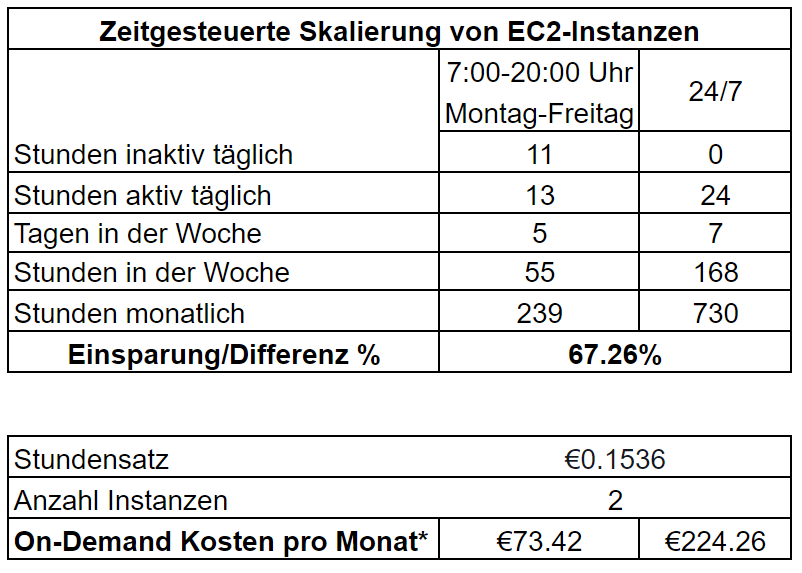 Zeitgesteuerte Skalierung von EC2-Instanzen
7:00-20:00 Uhr
Montag-Freitag
24/7
Stunden inaktiv täglich 11 0
Stunden aktiv täglich 13 24
Tagen in der Woche 5 7
Stunden in der Woche 55 168
Stunden monatlich 239 730
Einsparung/Differenz % 67.26%
Stundensatz €0.1536
Anzahl Instanzen 2
On-Demand Kosten pro Monat* €73.42 €224.26